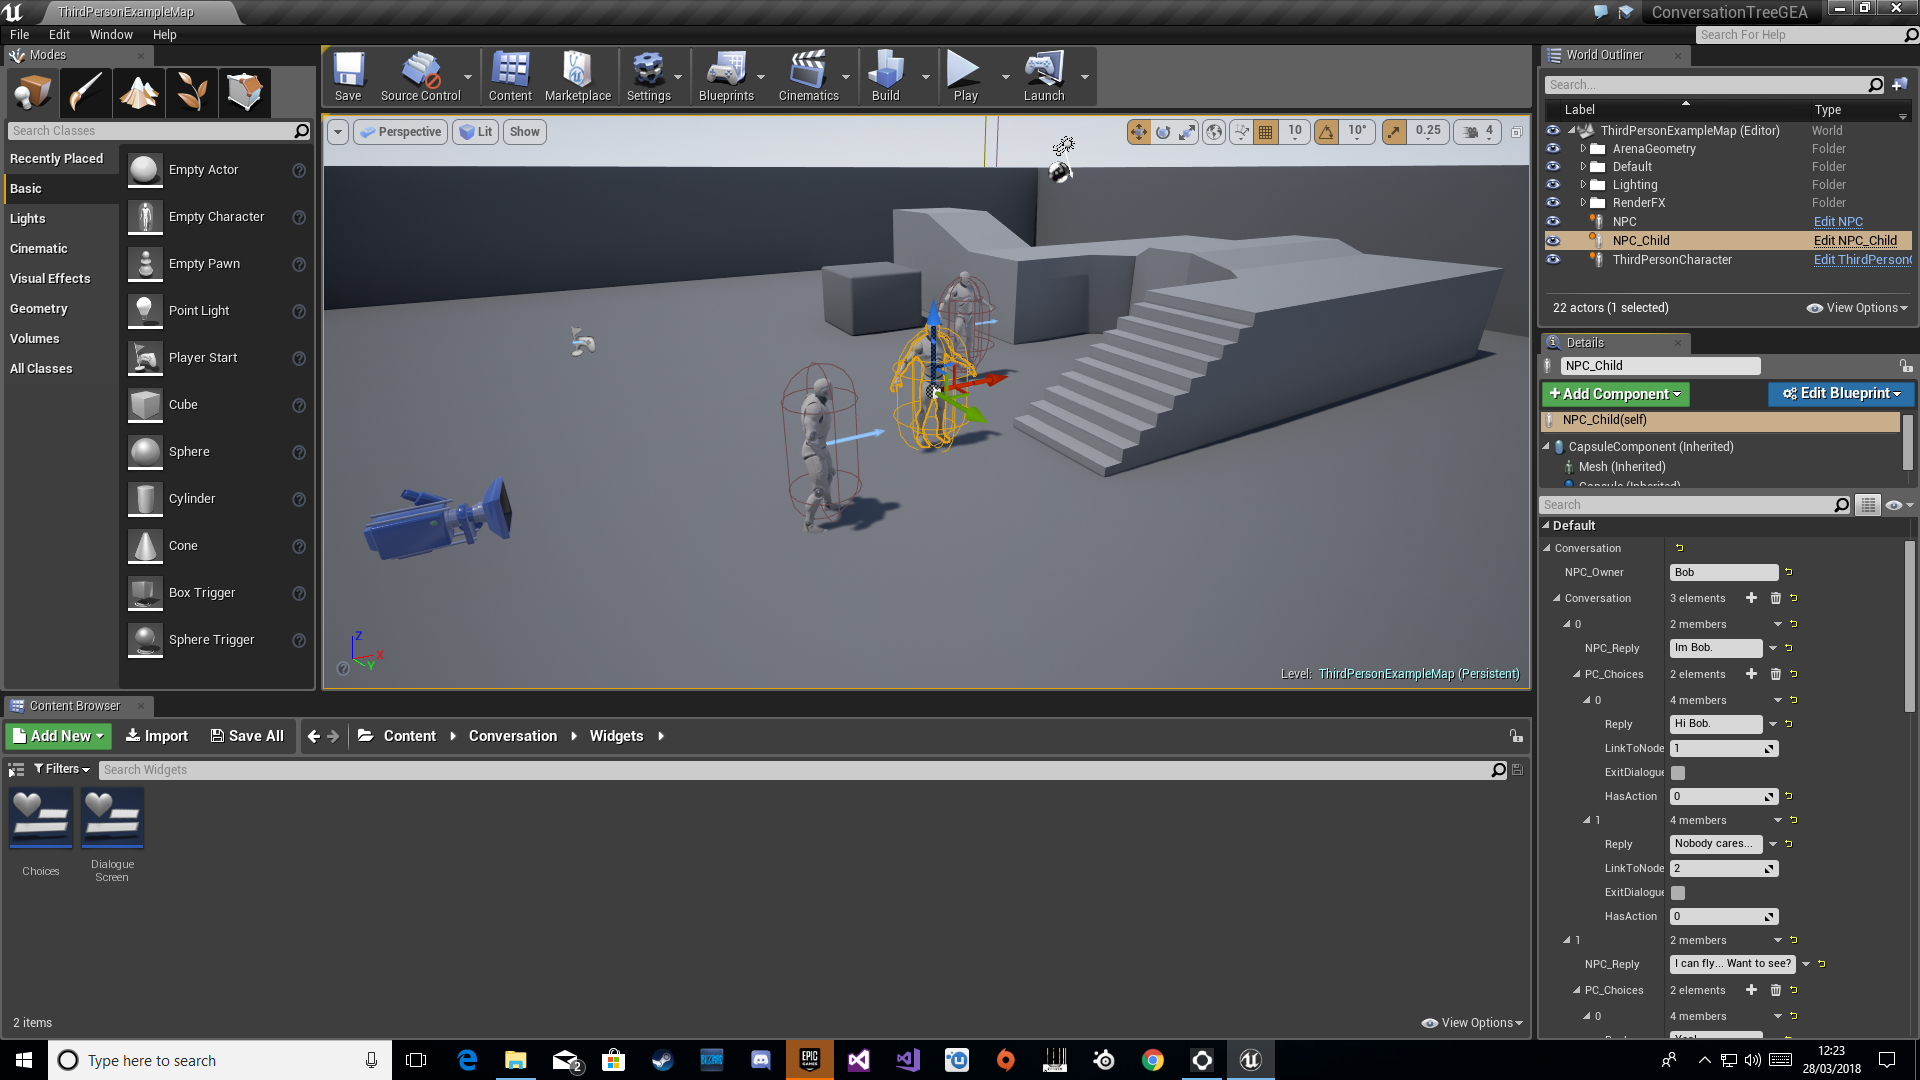 ThirdPersonExampleMap
ConversationTreeGEA
File Edit Window Help
Search For Help
Modes
Search Classes
Recently Placed
Basic
Lights
Cinematic
Visual Effects
Geometry
Volumes
All Classes
Empty Actor
Empty Character
Empty Pawn
Point Light
Player Start
Cube
Sphere
Cylinder
Cone
Box Trigger
Sphere Trigger
Save
Source Control
Content
Marketplace
Settings
Blueprints
Cinematics
Build
Play
Launch
Perspective Lit Show
10 10° 0.25 4
Z
X
Y
Level: ThirdPersonExampleMap (Persistent)
World Outliner
Search...
Label Type
ThirdPersonExampleMap (Editor) World
ArenaGeometry Folder
Default Folder
Lighting Folder
RenderFX Folder
NPC Edit NPC
NPC_Child Edit NPC_Child
ThirdPersonCharacter Edit ThirdPerson
22 actors (1 selected) View Options
Details
NPC_Child
+Add Component Edit Blueprint
NPC_Child(self)
CapsuleComponent (Inherited)
Mesh (Inherited)
Search
Default
Conversation
NPC_Owner Bob
Conversation 3 elements
0 2 members
NPC_Reply Im Bob.
PC_Choices 2 elements
0 4 members
Reply Hi Bob.
LinkToNode 1
ExitDialogue
HasAction 0
1 4 members
Reply Nobody cares...
LinkToNode 2
ExitDialogue
HasAction 0
1 2 members
NPC_Reply I can fly... Want to see?
PC_Choices 2 elements
0 4 members
Content Browser
Add New Import Save All Content Conversation Widgets
Filters Search Widgets
Choices
Dialogue
Screen
2 items View Options
Type here to search
2
EPIC
GAMES
12:23
28/03/2018